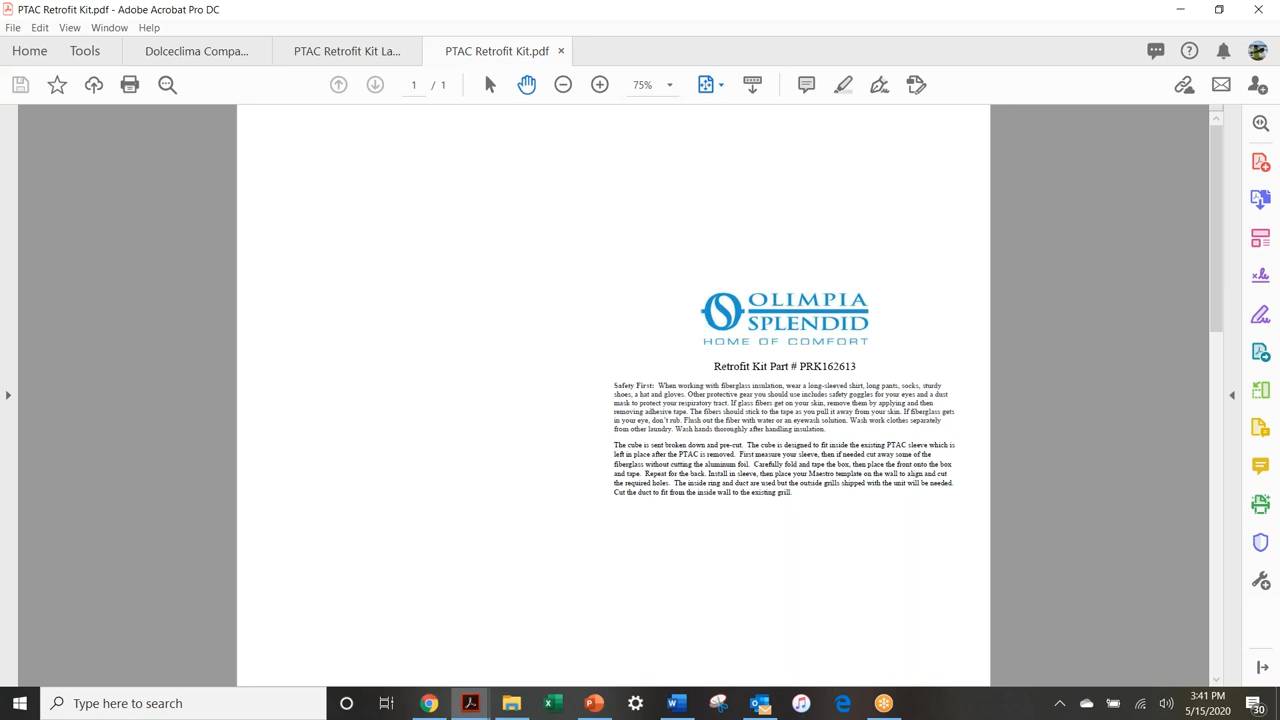 PTAC Retrofit Kit.pdf - Adobe Acrobat Pro DC
File Edit View Window Help
Home Tools Dolceclima Compa... PTAC Retrofit Kit La... PTAC Retrofit Kit.pdf ×
1 / 1 75%
OLIMPIA
SPLENDID
HOME OF COMFORT
Retrofit Kit Part # PRK162613
Safety First: When working with fiberglass insulation, wear a long-sleeved shirt, long pants, socks, sturdy
shoes, a hat and gloves. Other protective gear you should use includes safety goggles for your eyes and a dust
mask to protect your respiratory tract. If glass fibers get on your skin, remove them by applying and then
removing adhesive tape. The fibers should stick to the tape as you pull it away from your skin. If fiberglass gets
in your eye, don't rub. Flush out the fiber with water or an eyewash solution. Wash work clothes separately
from other laundry. Wash hands thoroughly after handling insulation.
The cube is sent broken down and pre-cut. The cube is designed to fit inside the existing PTAC sleeve which is
left in place after the PTAC is removed. First measure your sleeve, then if needed cut away some of the
fiberglass without cutting the aluminum foil. Carefully fold and tape the box, then place the front onto the box
and tape. Repeat for the back. Install in sleeve, then place your Maestro template on the wall to align and cut
the required holes. The inside ring and duct are used but the outside grills shipped with the unit will be needed.
Cut the duct to fit from the inside wall to the existing grill.
Type here to search
3:41 PM
5/15/2020
30